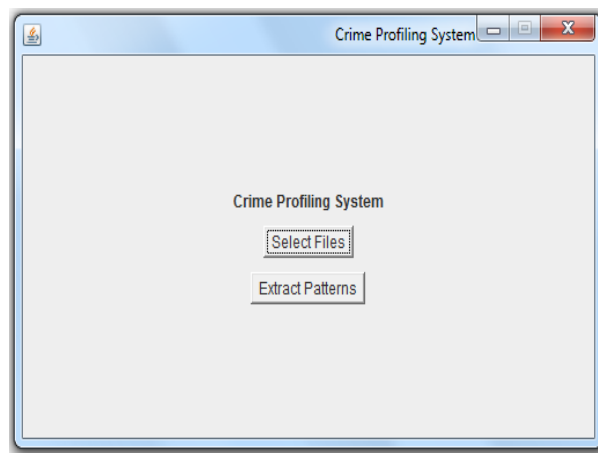 Crime Profiling System
Crime Profiling System
Select Files
Extract Patterns